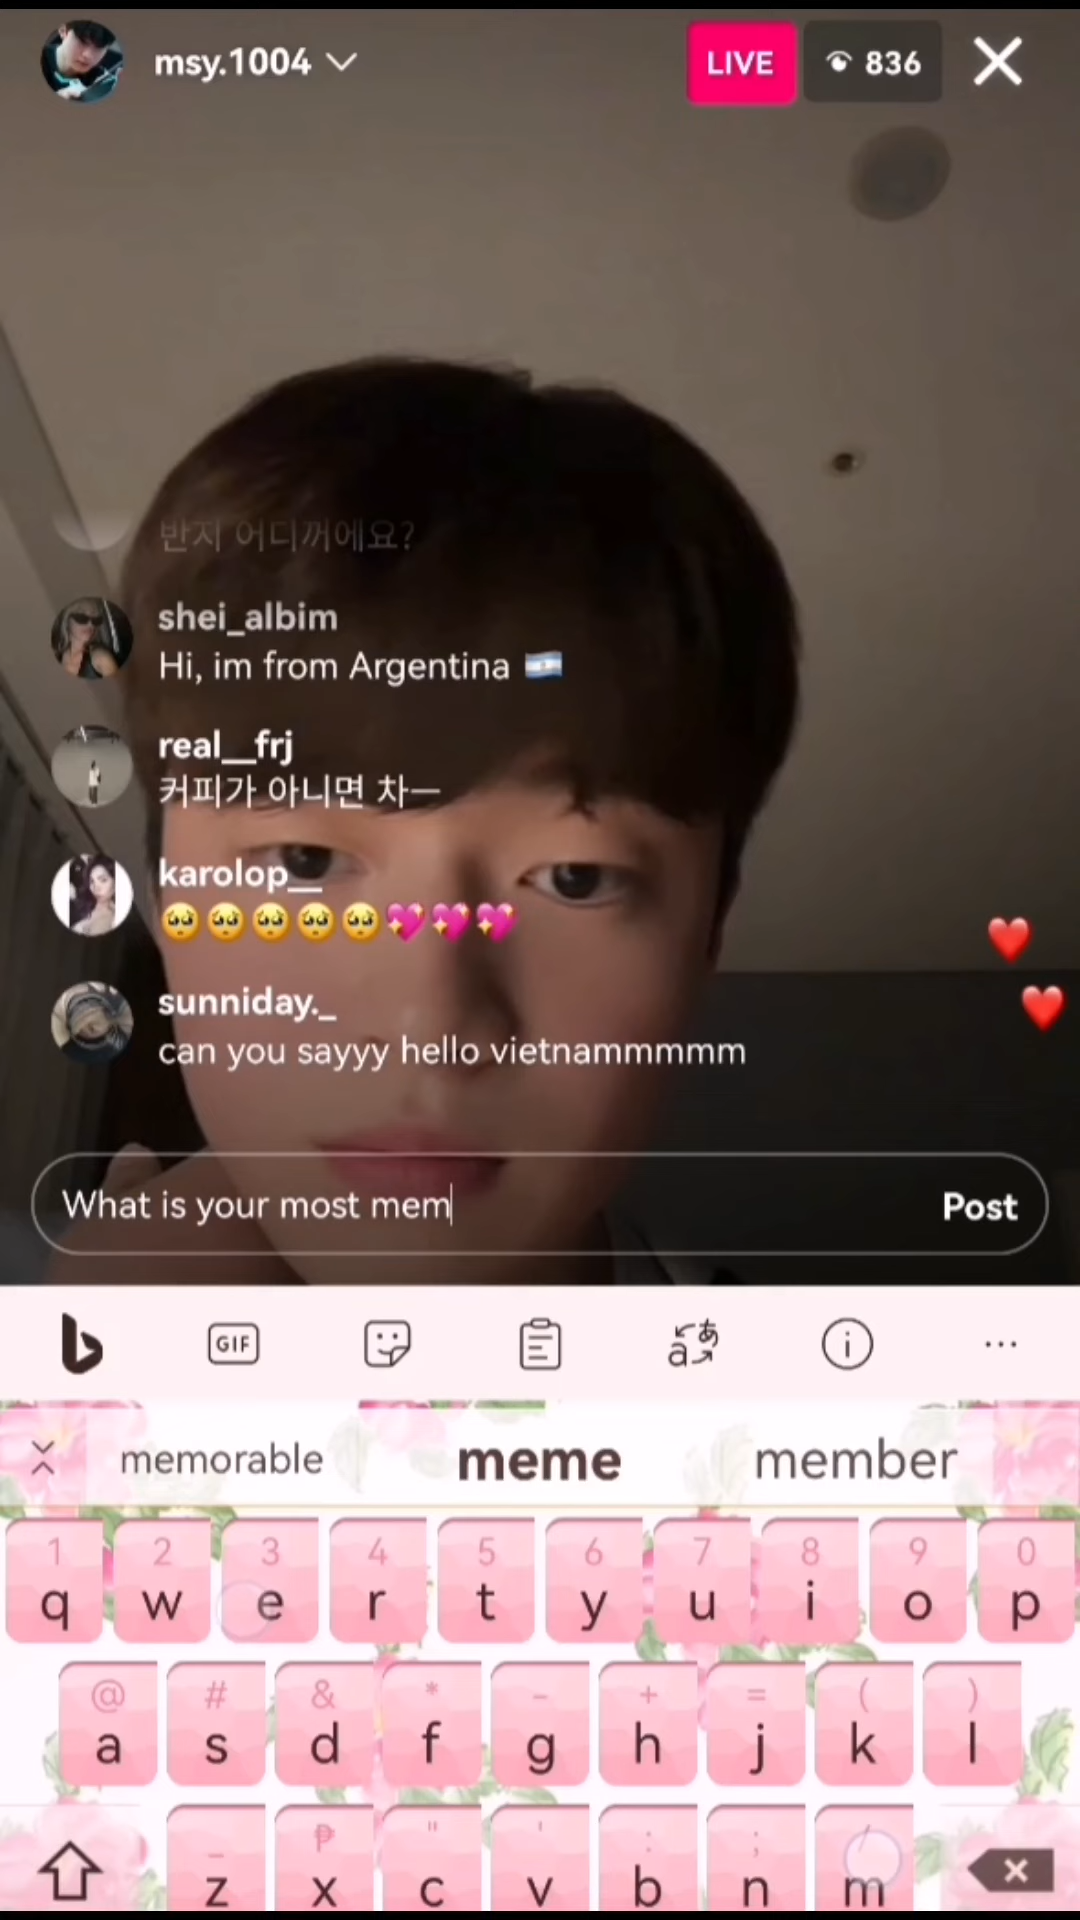 msy.1004
LIVE
836
반지 어디꺼에요?
shei_albim
Hi, im from Argentina 🇦🇷
real__frj
커피가 아니면 차ㅡ
karolop__
🥺🥺🥺🥺🥺💖💖💖
sunniday._
can you sayyy hello vietnammmmm
What is your most mem
Post
GIF
memorable meme member
1 2 3 4 5 6 7 8 9 0
q w e r t y u i o p
@ # & * - + = ( )
a s d f g h j k l
_ ₱ " ' : ; /
z x c v b n m